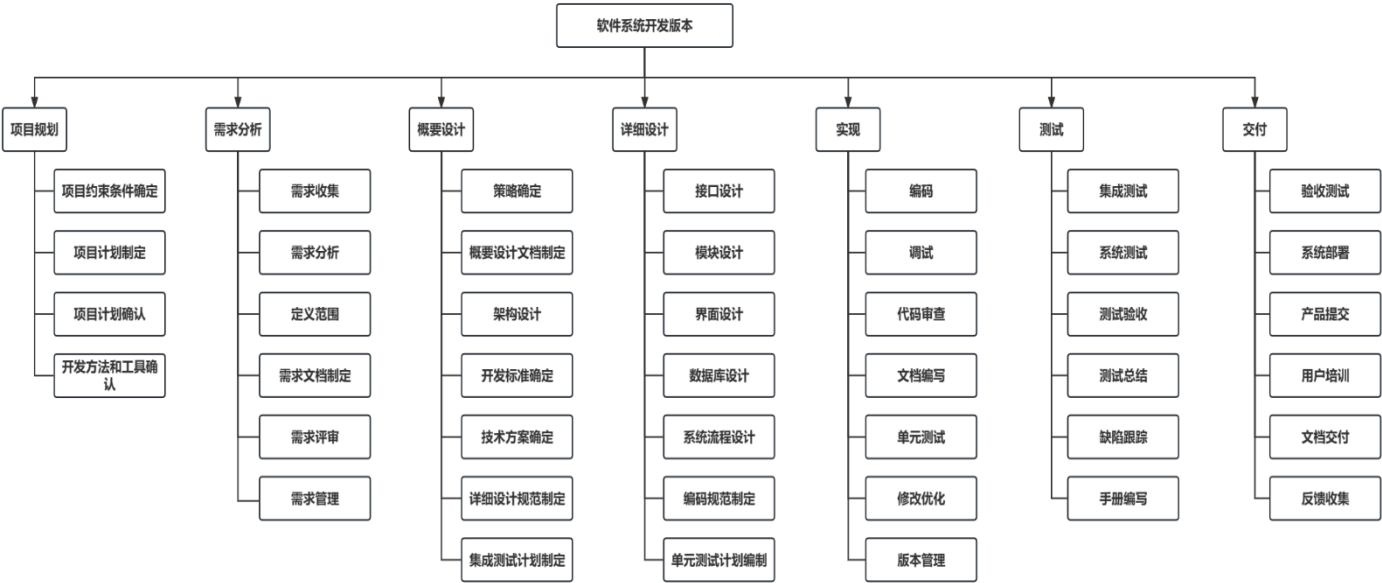 软件系统开发版本
项目规划
需求分析
概要设计
详细设计
实现
测试
交付
项目约束条件确定
项目计划制定
项目计划确认
开发方法和工具确
认
需求收集
需求分析
定义范围
需求文档制定
需求评审
需求管理
策略确定
概要设计文档制定
架构设计
开发标准确定
技术方案确定
详细设计规范制定
集成测试计划制定
接口设计
模块设计
界面设计
数据库设计
系统流程设计
编码规范制定
单元测试计划编制
编码
调试
代码审查
文档编写
单元测试
修改优化
版本管理
集成测试
系统测试
测试验收
测试总结
缺陷跟踪
手册编写
验收测试
系统部署
产品提交
用户培训
文档交付
反馈收集